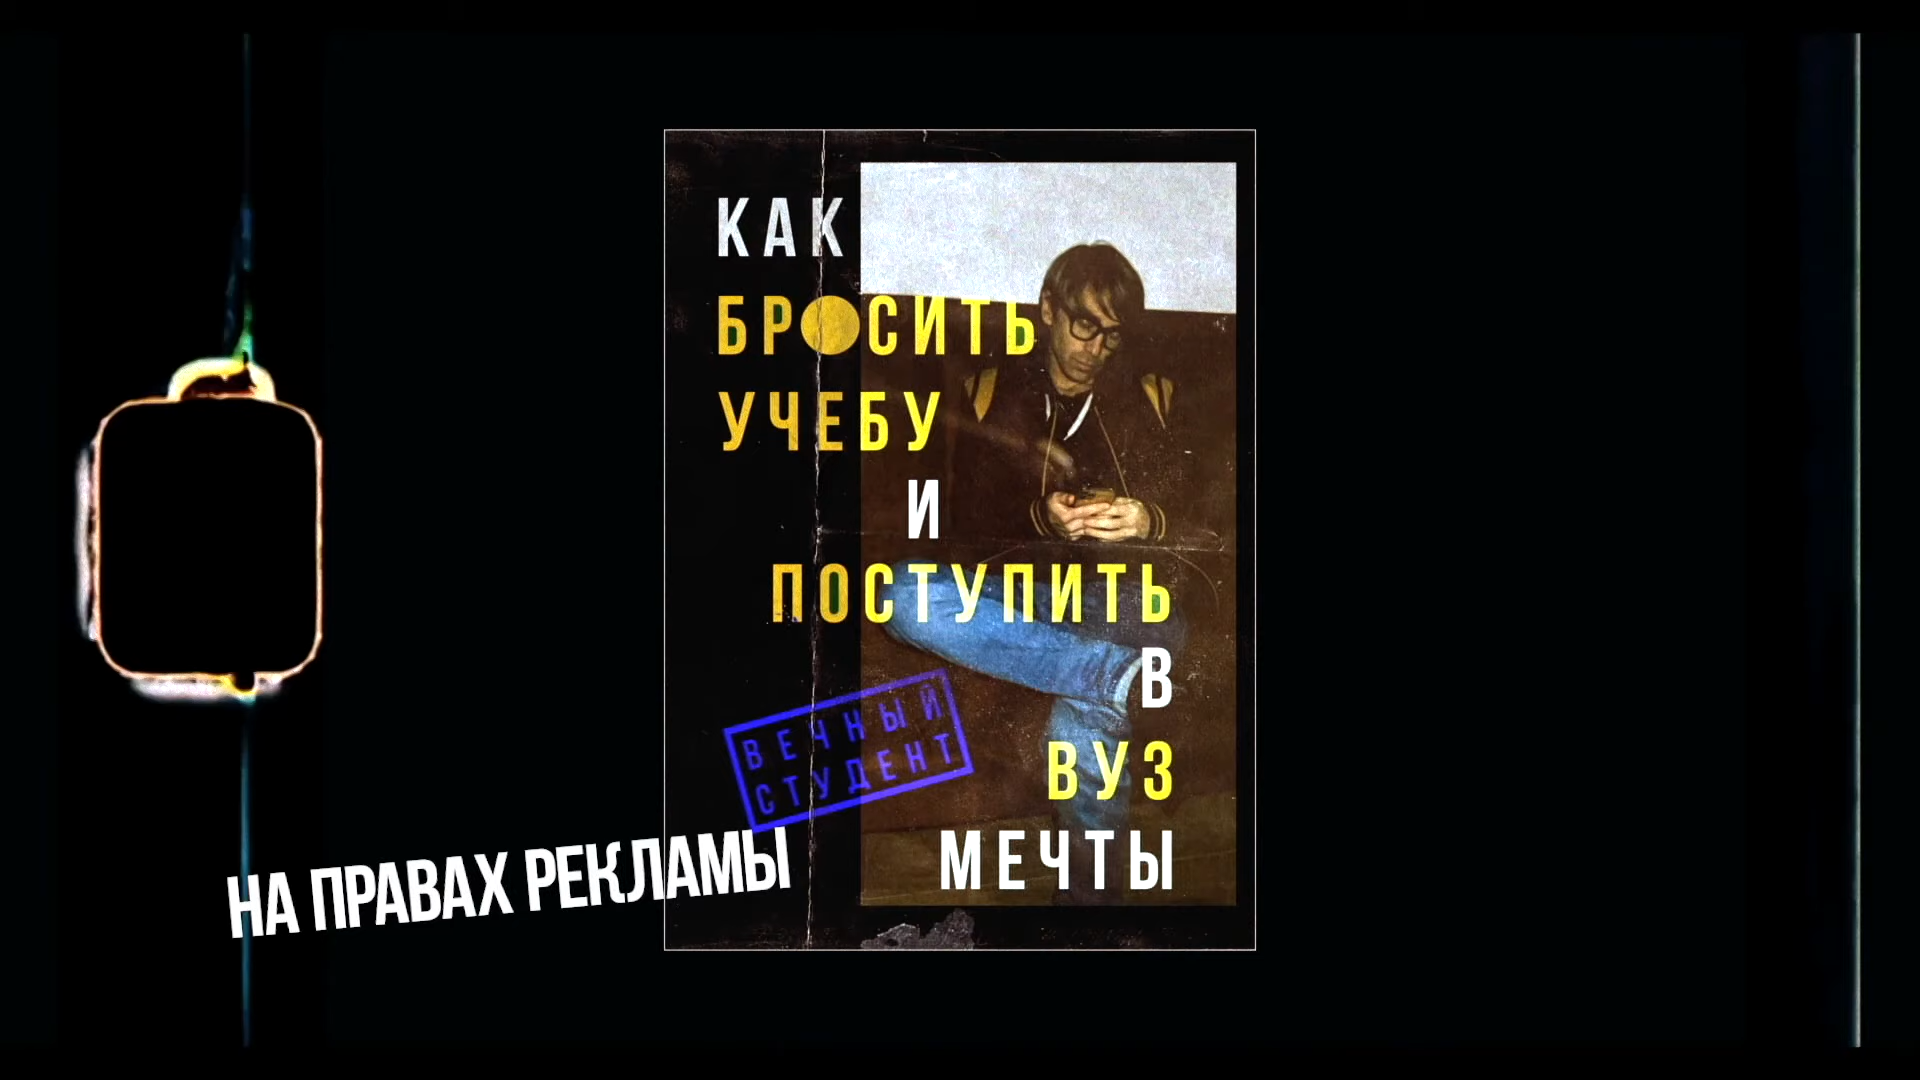 КАК
БРОСИТЬ
УЧЕБУ
И
ПОСТУПИТЬ
В
ВУЗ
МЕЧТЫ
ВЕЧНЫЙ
СТУДЕНТ
НА ПРАВАХ РЕКЛАМЫ